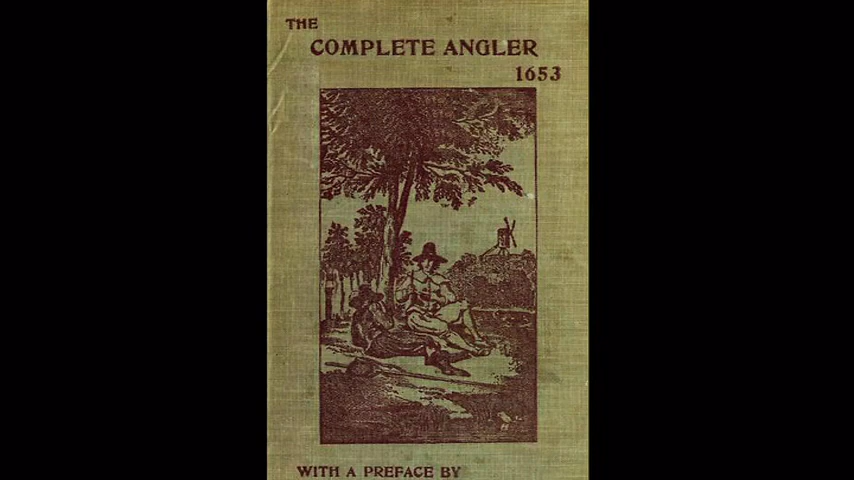 THE
COMPLETE ANGLER
1653
WITH A PREFACE BY